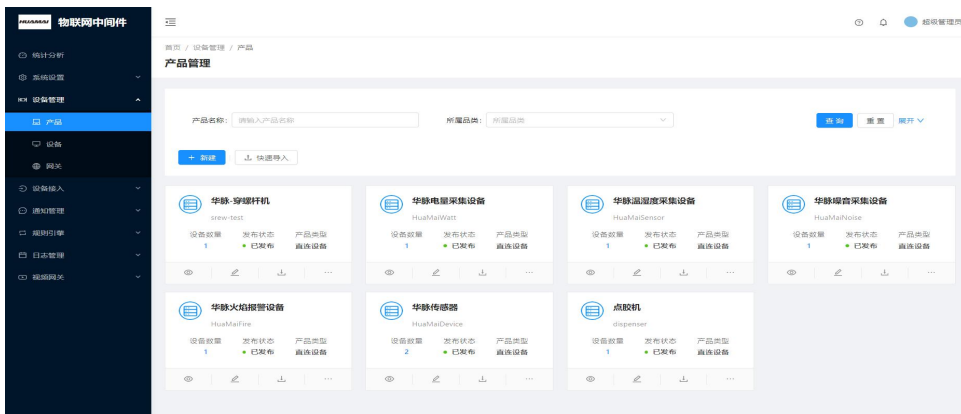 HUAMAI 物联网中间件
超级管理员
统计分析
系统设置
设备管理
产品
设备
网关
设备接入
通知管理
规则引擎
日志管理
视频网关
首页 / 设备管理 / 产品
产品管理
产品名称: 请输入产品名称 所属品类: 所属品类 查询 重置 展开
+ 新建 快速导入
华脉-穿螺杆机
srew-test
设备数量 发布状态 产品类型
1 已发布 直连设备
华脉电量采集设备
HuaMaiWatt
设备数量 发布状态 产品类型
1 已发布 直连设备
华脉温湿度采集设备
HuaMaiSensor
设备数量 发布状态 产品类型
1 已发布 直连设备
华脉噪音采集设备
HuaMaiNoise
设备数量 发布状态 产品类型
1 已发布 直连设备
华脉火焰报警设备
HuaMaiFire
设备数量 发布状态 产品类型
1 已发布 直连设备
华脉传感器
HuaMaiDevice
设备数量 发布状态 产品类型
2 已发布 直连设备
点胶机
dispenser
设备数量 发布状态 产品类型
1 已发布 直连设备